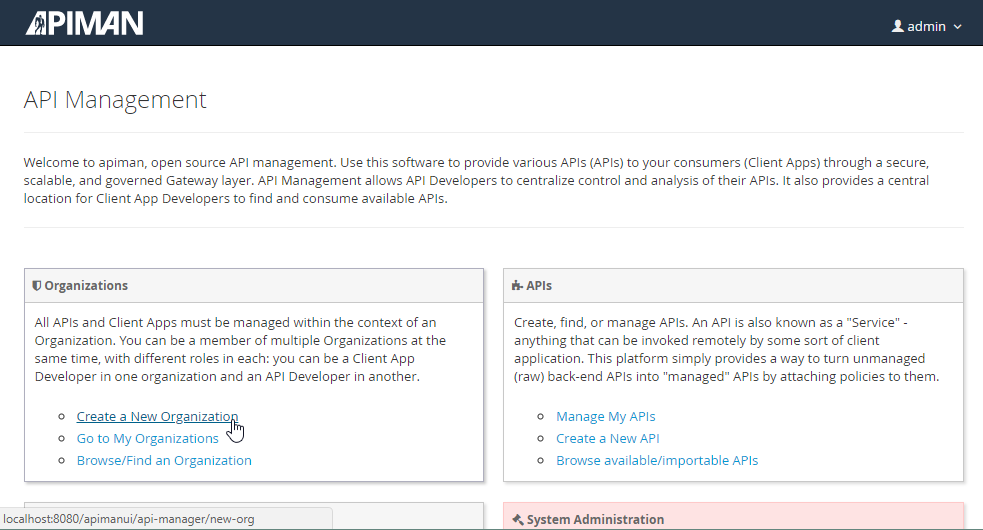 APIMAN
admin
API Management
Welcome to apiman, open source API management. Use this software to provide various APIs (APIs) to your consumers (Client Apps) through a secure,
scalable, and governed Gateway layer. API Management allows API Developers to centralize control and analysis of their APIs. It also provides a central
location for Client App Developers to find and consume available APIs.
Organizations
All APIs and Client Apps must be managed within the context of an
Organization. You can be a member of multiple Organizations at the
same time, with different roles in each: you can be a Client App
Developer in one organization and an API Developer in another.
Create a New Organization
Go to My Organizations
Browse/Find an Organization
APIs
Create, find, or manage APIs. An API is also known as a "Service" -
anything that can be invoked remotely by some sort of client
application. This platform simply provides a way to turn unmanaged
(raw) back-end APIs into "managed" APIs by attaching policies to them.
Manage My APIs
Create a New API
Browse available/importable APIs
System Administration
localhost:8080/apimanui/api-manager/new-org